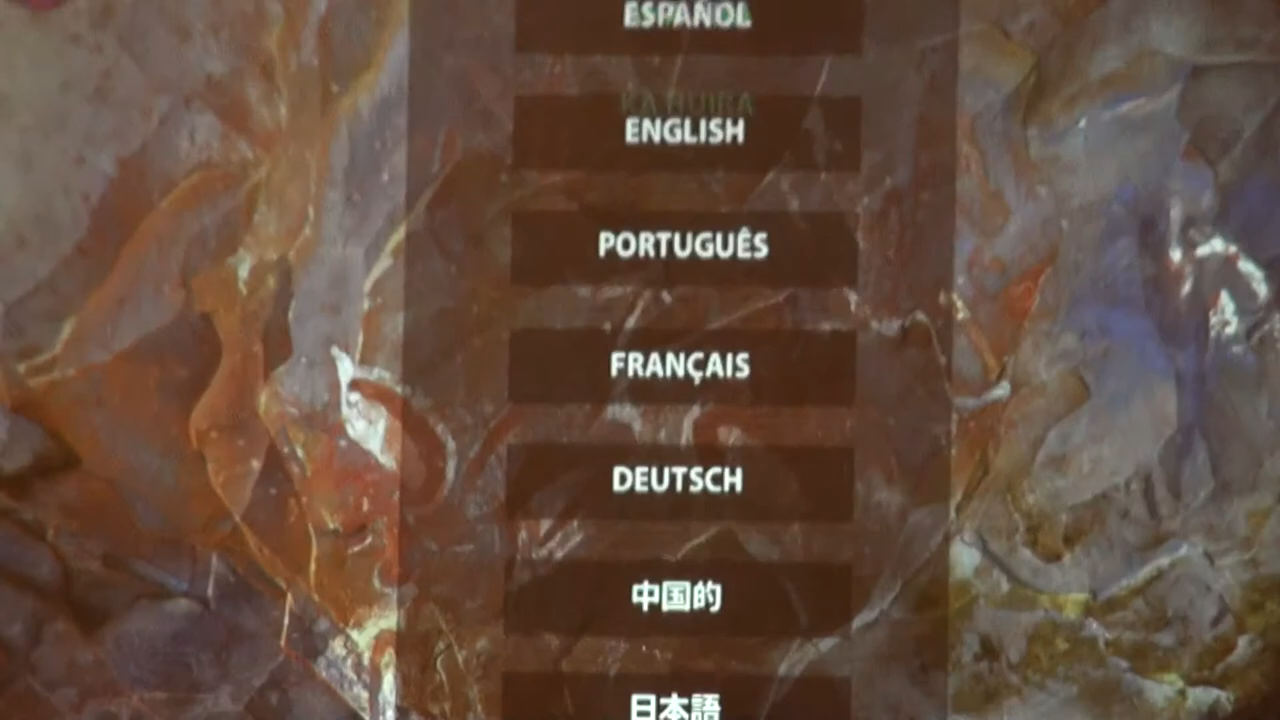 ESPAÑOL
ENGLISH
PORTUGUÊS
FRANÇAIS
DEUTSCH
中国的
日本語